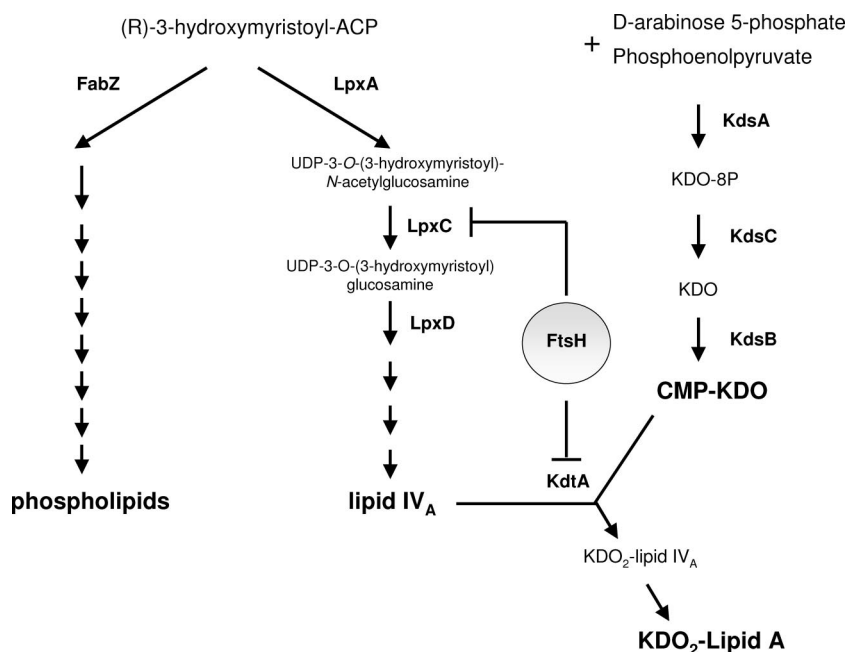 (R)-3-hydroxymyristoyl-ACP
D-arabinose 5-phosphate
+
Phosphoenolpyruvate
FabZ
LpxA
KdsA
UDP-3-O-(3-hydroxymyristoyl)-
N-acetylglucosamine
KDO-8P
LpxC
KdsC
UDP-3-O-(3-hydroxymyristoyl)
glucosamine
KDO
LpxD
FtsH
KdsB
CMP-KDO
KdtA
phospholipids
lipid IVA
KDO2-lipid IVA
KDO2-Lipid A